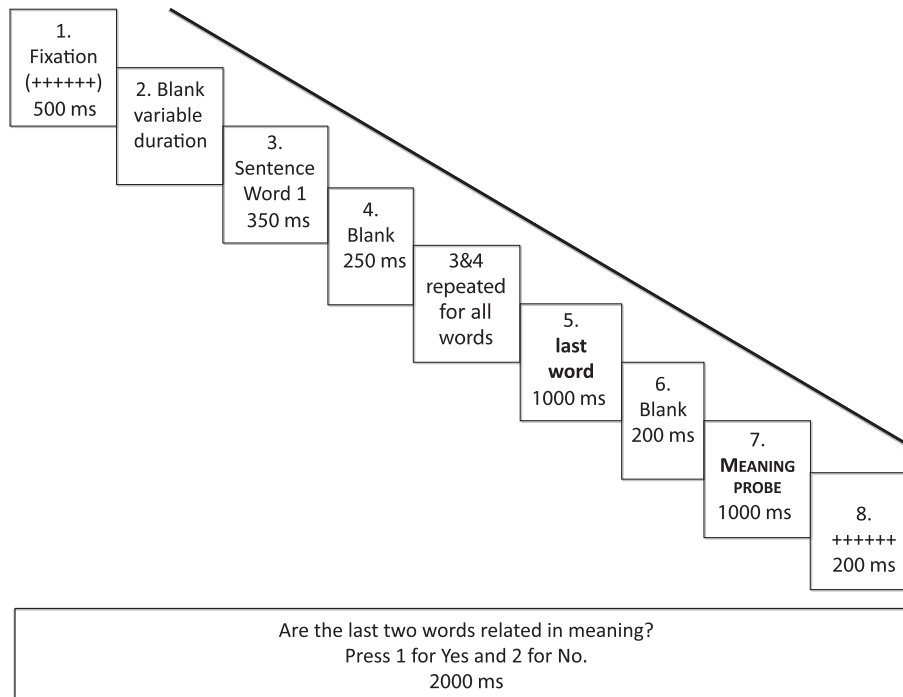 1.
Fixation
(++++++)
500 ms
2. Blank
variable
duration
3.
Sentence
Word 1
350 ms
4.
Blank
250 ms
3&4
repeated
for all
words
5.
last
word
1000 ms
6.
Blank
200 ms
7.
MEANING
PROBE
1000 ms
8.
++++++
200 ms
Are the last two words related in meaning?
Press 1 for Yes and 2 for No.
2000 ms